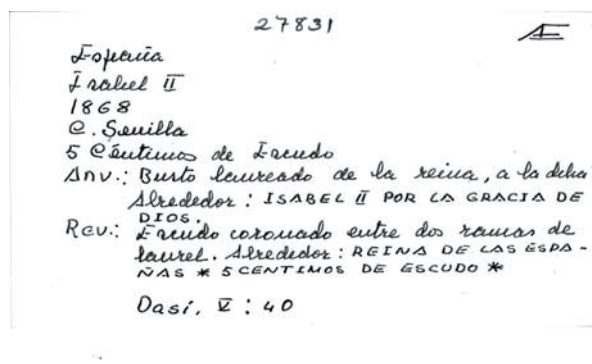 27831
Æ
España
Isabel II
1868
C. Sevilla
5 Céntimos de Escudo
Anv.: Busto laureado de la reina, a la dcha
Alrededor: ISABEL II POR LA GRACIA DE
DIOS.
Rev.: Escudo coronado entre dos ramas de
laurel. Alrededor: REINA DE LAS ESPA-
ÑAS * 5 CENTIMOS DE ESCUDO *
Dasí, V: 40